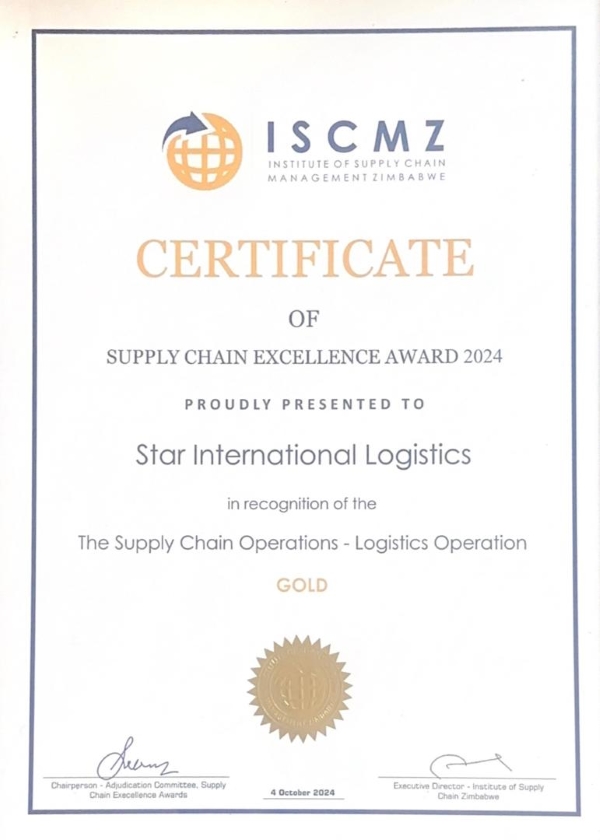 ISCMZ
INSTITUTE OF SUPPLY CHAIN
MANAGEMENT ZIMBABWE
CERTIFICATE
OF
SUPPLY CHAIN EXCELLENCE AWARD 2024
PROUDLY PRESENTED TO
Star International Logistics
in recognition of the
The Supply Chain Operations - Logistics Operation
GOLD
Chairperson - Adjudication Committee, Supply
Chain Execellence Awards
4 October 2024
Executive Director - Institute of Supply
Chain Zimbabwe